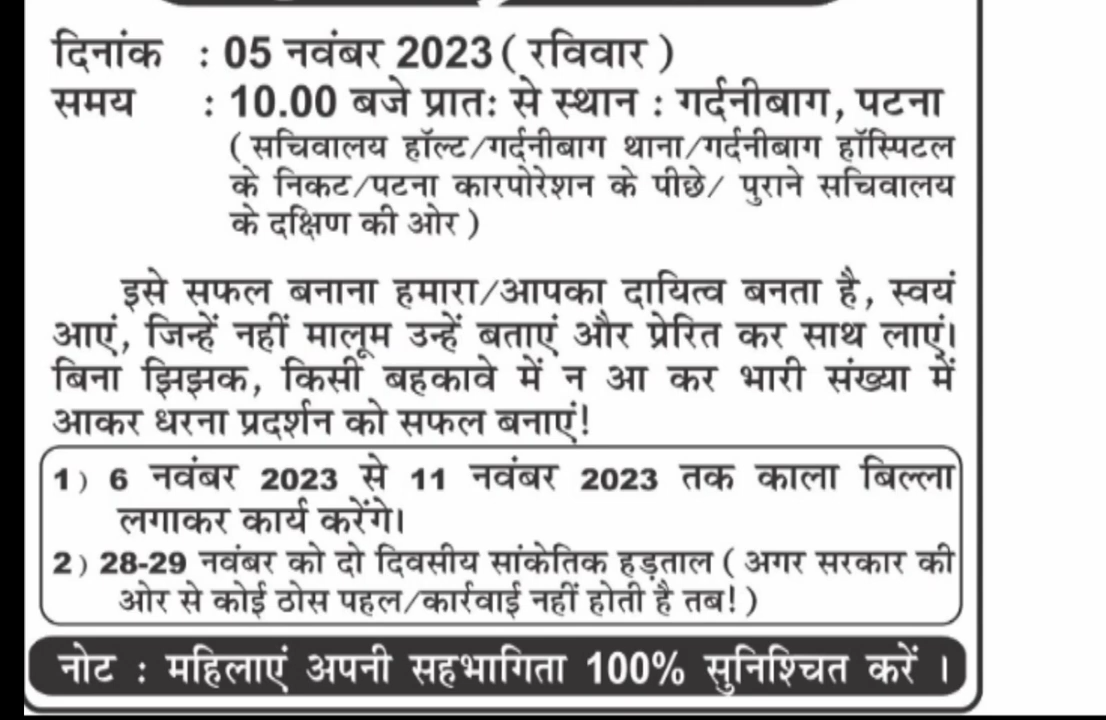 दिनांक : 05 नवंबर 2023 ( रविवार )
समय : 10.00 बजे प्रातः से स्थान : गर्दनीबाग, पटना
( सचिवालय हॉल्ट/गर्दनीबाग थाना/गर्दनीबाग हॉस्पिटल
के निकट/पटना कारपोरेशन के पीछे/ पुराने सचिवालय
के दक्षिण की ओर )
इसे सफल बनाना हमारा/आपका दायित्व बनता है, स्वयं
आएं, जिन्हें नहीं मालूम उन्हें बताएं और प्रेरित कर साथ लाएं।
बिना झिझक, किसी बहकावे में न आ कर भारी संख्या में
आकर धरना प्रदर्शन को सफल बनाएं!
1) 6 नवंबर 2023 से 11 नवंबर 2023 तक काला बिल्ला
लगाकर कार्य करेंगे।
2) 28-29 नवंबर को दो दिवसीय सांकेतिक हड़ताल ( अगर सरकार की
ओर से कोई ठोस पहल/कार्रवाई नहीं होती है तब! )
नोट : महिलाएं अपनी सहभागिता 100% सुनिश्चित करें ।